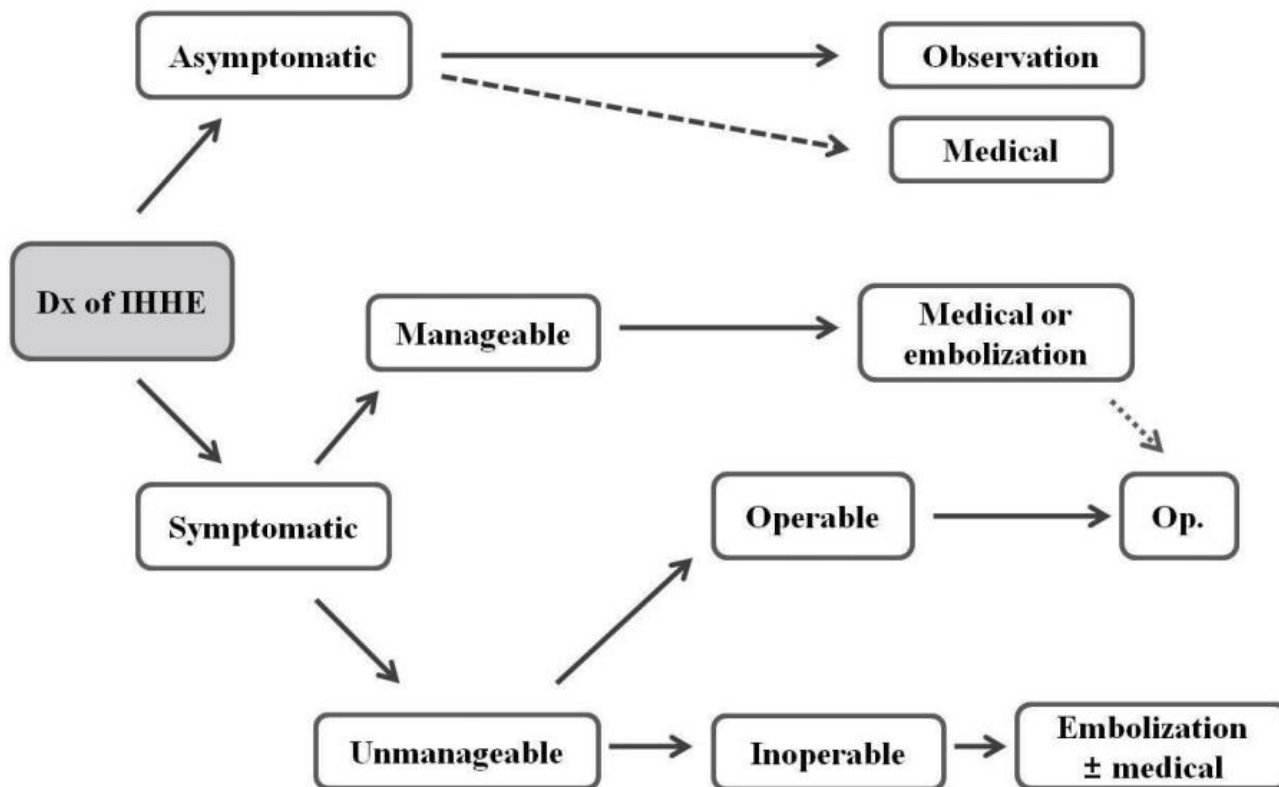 Asymptomatic
Observation
Medical
Dx of IHHE
Manageable
Medical or
embolization
Symptomatic
Operable
Op.
Unmanageable
Inoperable
Embolization
± medical